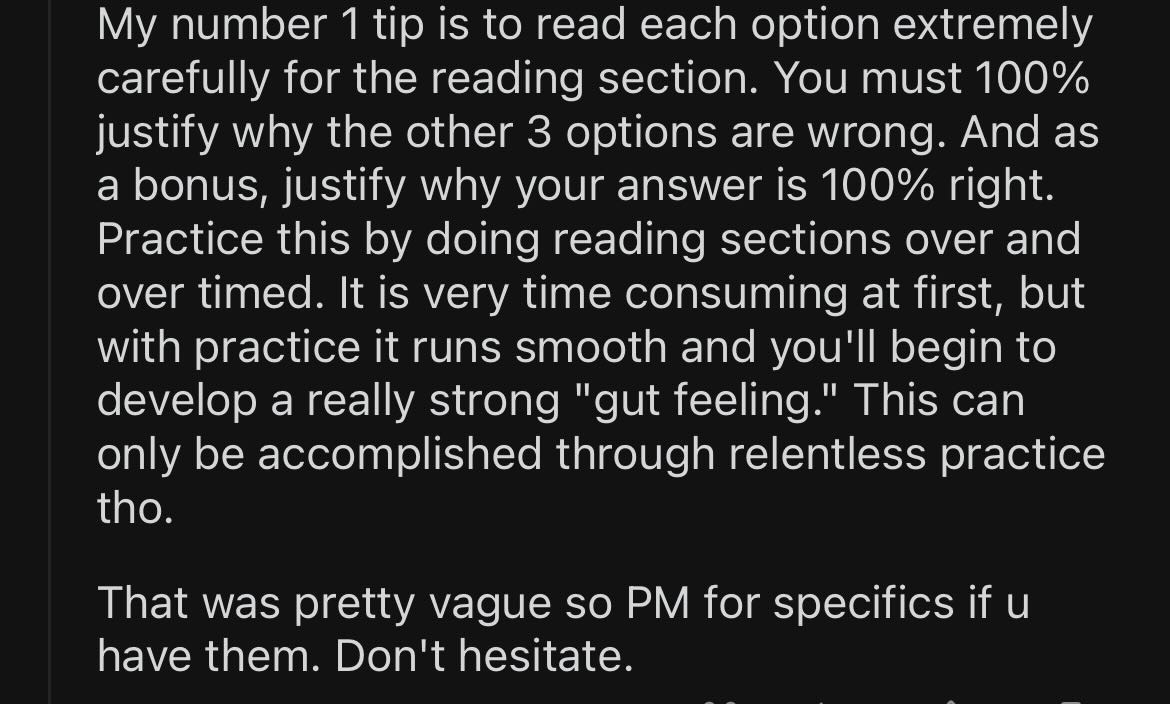 My number 1 tip is to read each option extremely
carefully for the reading section. You must 100%
justify why the other 3 options are wrong. And as
a bonus, justify why your answer is 100% right.
Practice this by doing reading sections over and
over timed. It is very time consuming at first, but
with practice it runs smooth and you'll begin to
develop a really strong "gut feeling." This can
only be accomplished through relentless practice
tho.
That was pretty vague so PM for specifics if u
have them. Don't hesitate.